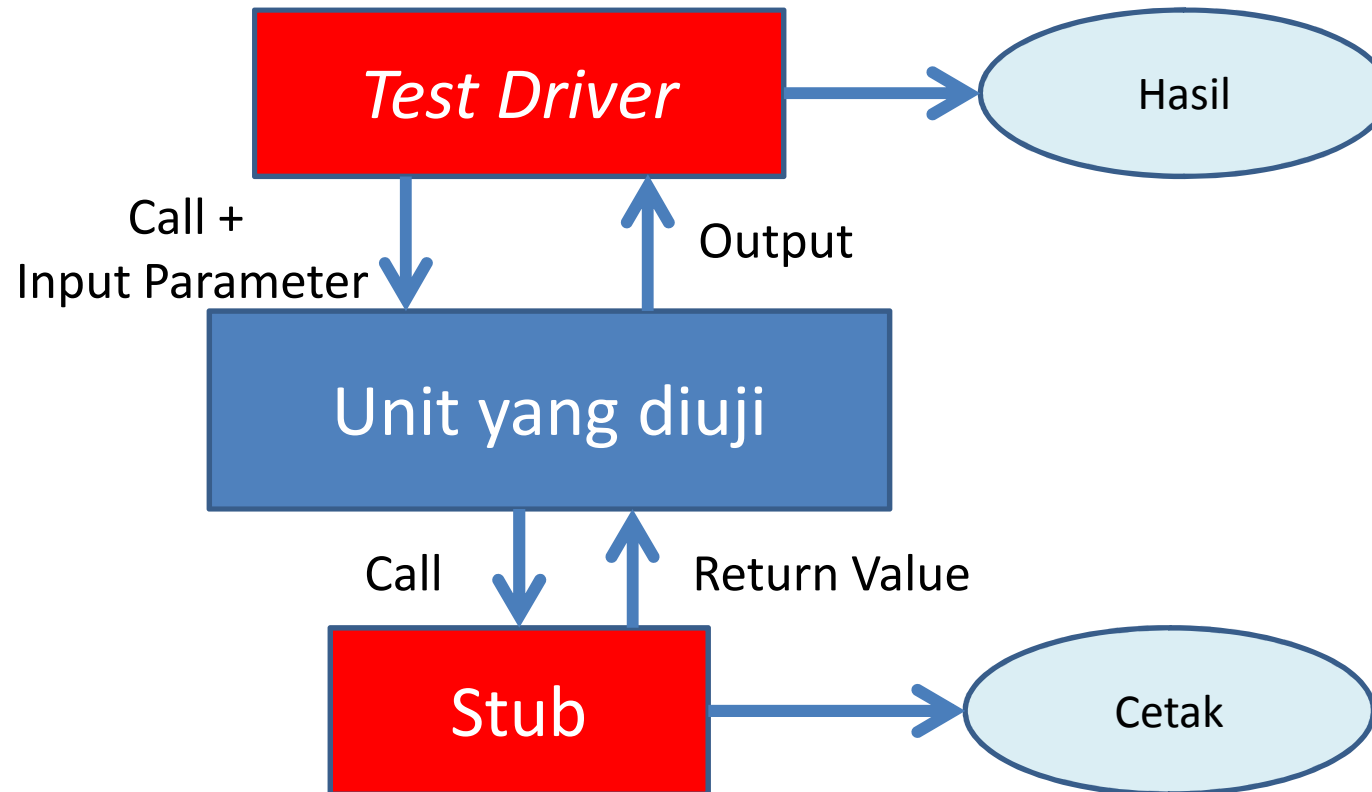 Test Driver
Hasil
Call +
Input Parameter
Output
Unit yang diuji
Call
Return Value
Stub
Cetak